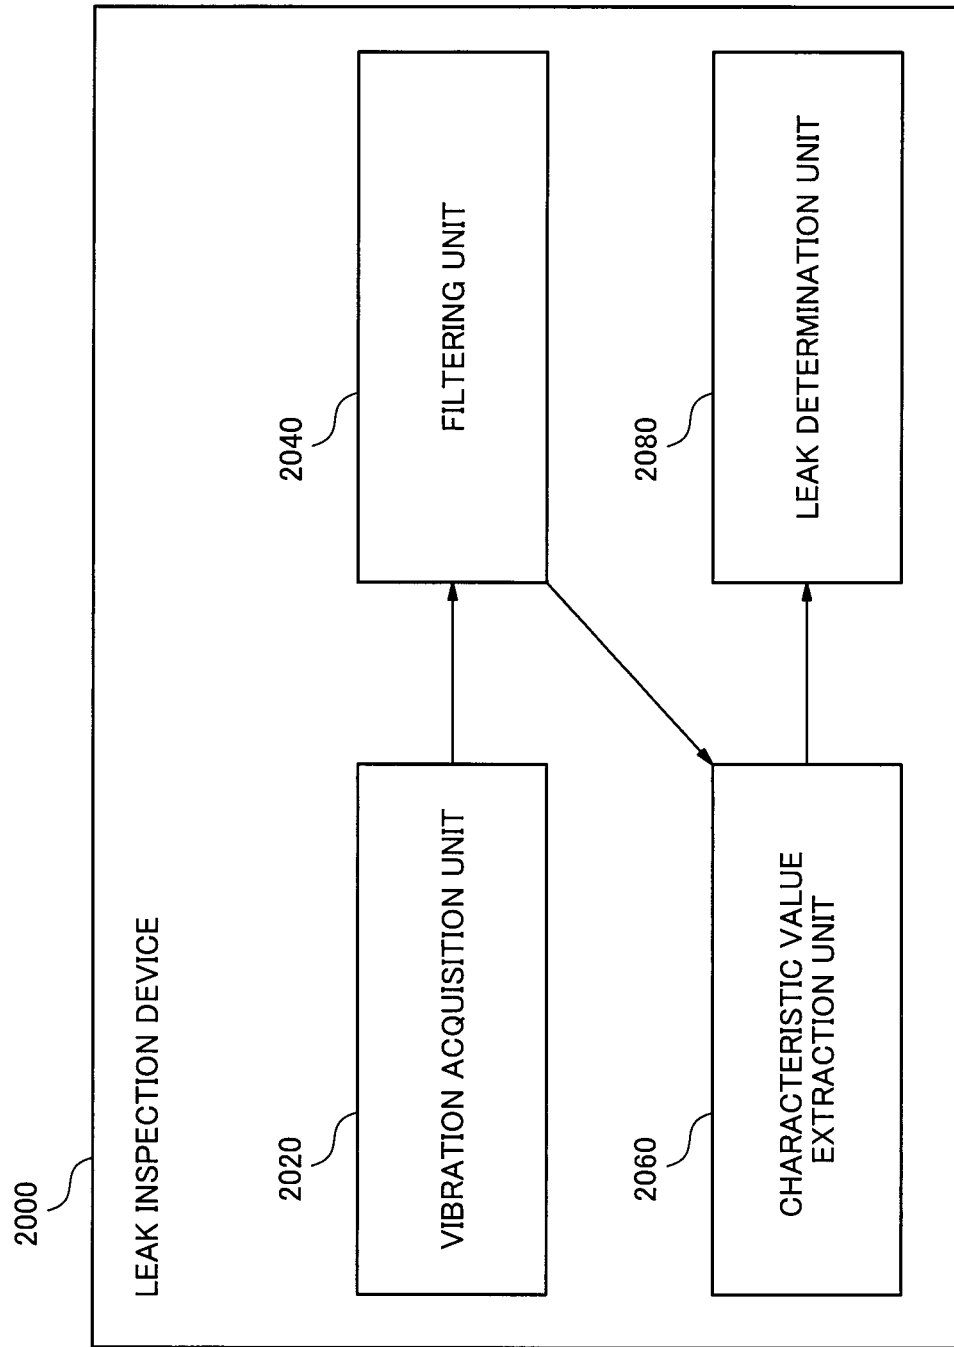 2000
LEAK INSPECTION DEVICE
2020
VIBRATION ACQUISITION UNIT
2040
FILTERING UNIT
2060
CHARACTERISTIC VALUE
EXTRACTION UNIT
2080
LEAK DETERMINATION UNIT